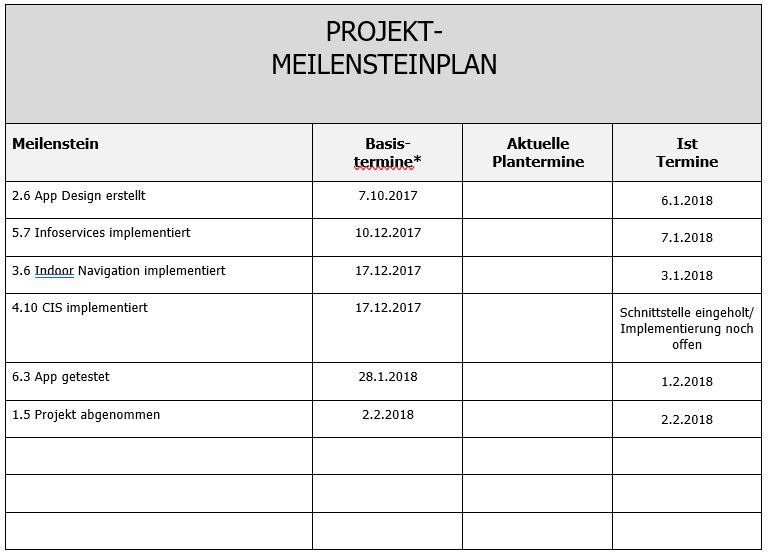 PROJEKT-
MEILENSTEINPLAN
Meilenstein
Basis-
termine*
Aktuelle
Plantermine
Ist
Termine
2.6 App Design erstellt
7.10.2017
6.1.2018
5.7 Infoservices implementiert
10.12.2017
7.1.2018
3.6 Indoor Navigation implementiert
17.12.2017
3.1.2018
4.10 CIS implementiert
17.12.2017
Schnittstelle eingeholt/
Implementierung noch
offen
6.3 App getestet
28.1.2018
1.2.2018
1.5 Projekt abgenommen
2.2.2018
2.2.2018